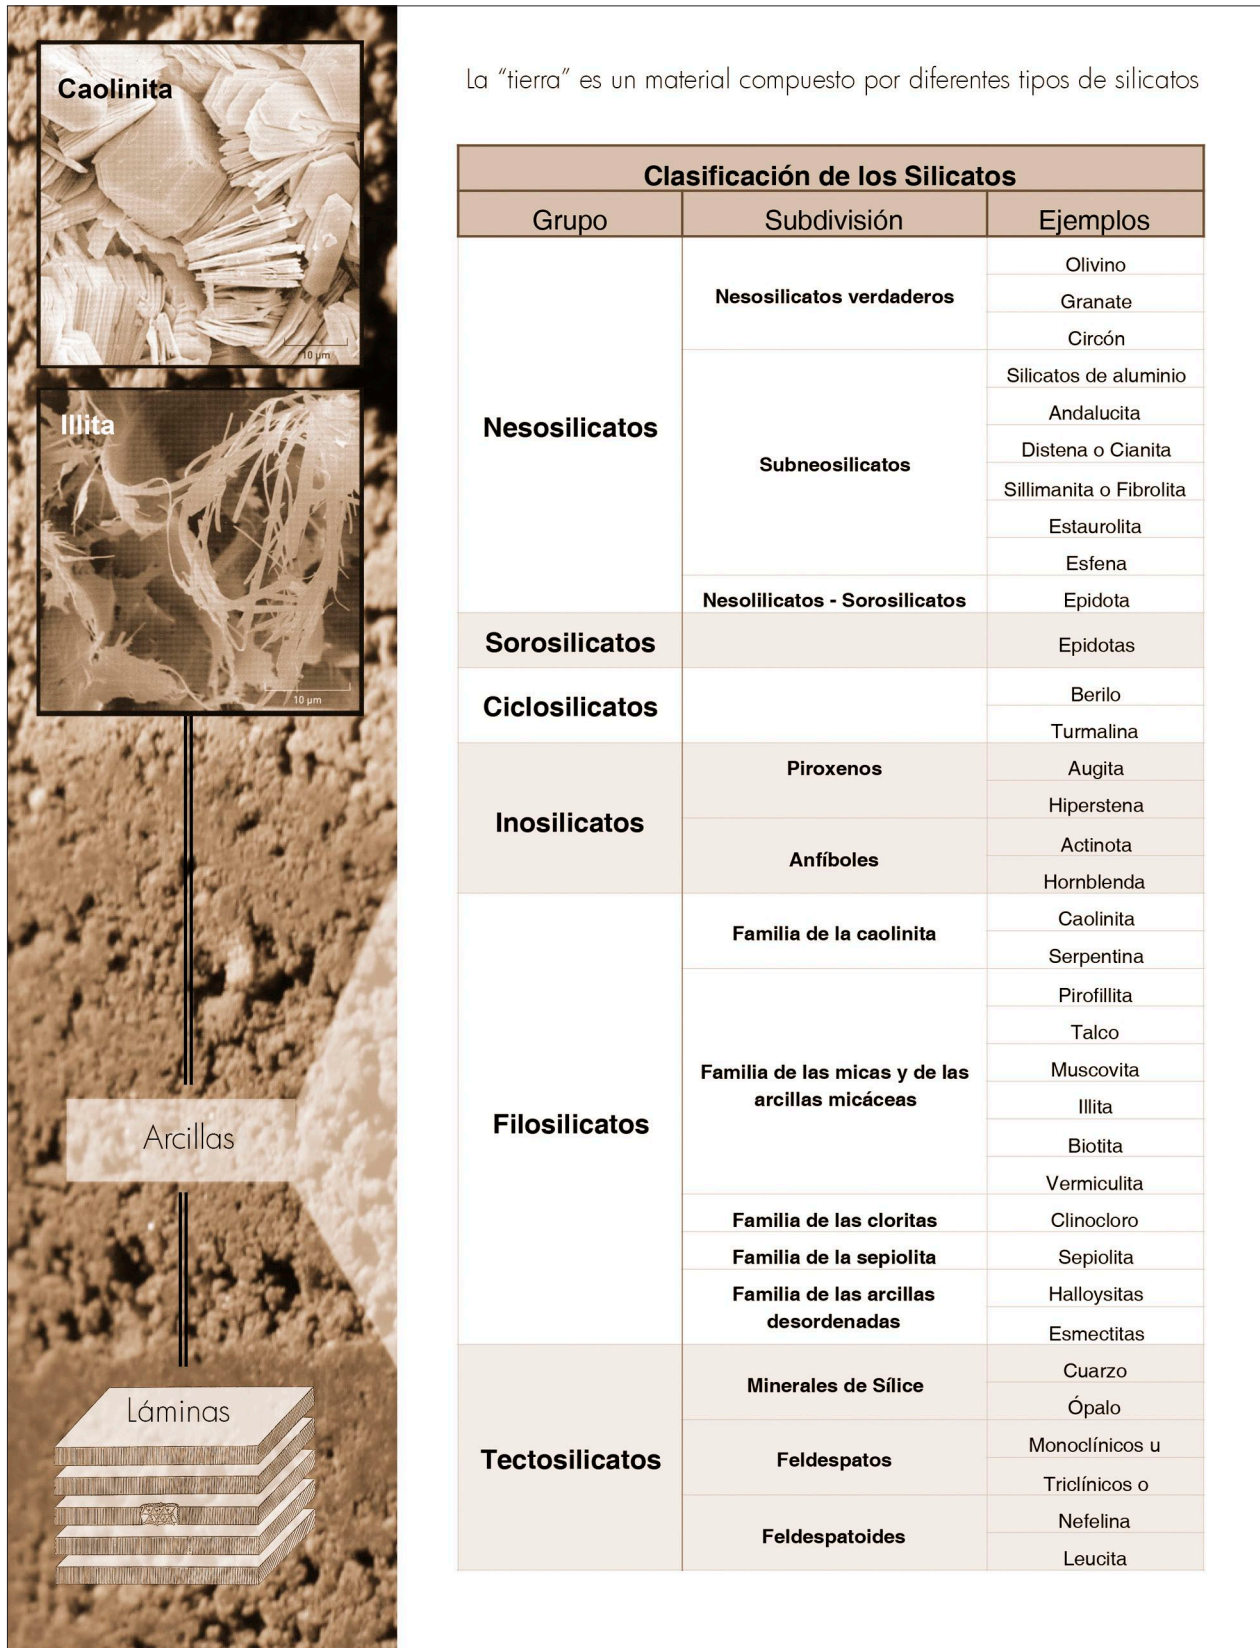 Caolinita
10 µm
Illita
10 µm
Arcillas
Láminas
La “tierra” es un material compuesto por diferentes tipos de silicatos
Clasificación de los Silicatos
Grupo Subdivisión Ejemplos
Nesosilicatos
Nesosilicatos verdaderos
Olivino
Granate
Circón
Subneosilicatos
Silicatos de aluminio
Andalucita
Distena o Cianita
Sillimanita o Fibrolita
Estaurolita
Esfena
Nesolilicatos - Sorosilicatos
Epidota
Sorosilicatos
Epidotas
Ciclosilicatos
Berilo
Turmalina
Inosilicatos
Piroxenos
Augita
Hiperstena
Anfíboles
Actinota
Hornblenda
Filosilicatos
Familia de la caolinita
Caolinita
Serpentina
Familia de las micas y de las
arcillas micáceas
Pirofillita
Talco
Muscovita
Illita
Biotita
Vermiculita
Familia de las cloritas
Clinocloro
Familia de la sepiolita
Sepiolita
Familia de las arcillas
desordenadas
Halloysitas
Esmectitas
Tectosilicatos
Minerales de Sílice
Cuarzo
Ópalo
Feldespatos
Monoclínicos u
Triclínicos o
Feldespatoides
Nefelina
Leucita